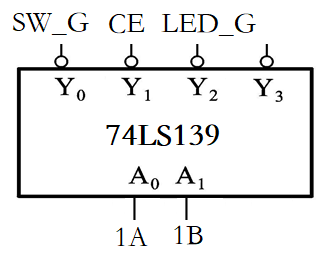 SW_G CE LED_G
Y₀ Y₁ Y₂ Y₃
74LS139
A₀ A₁
1A 1B